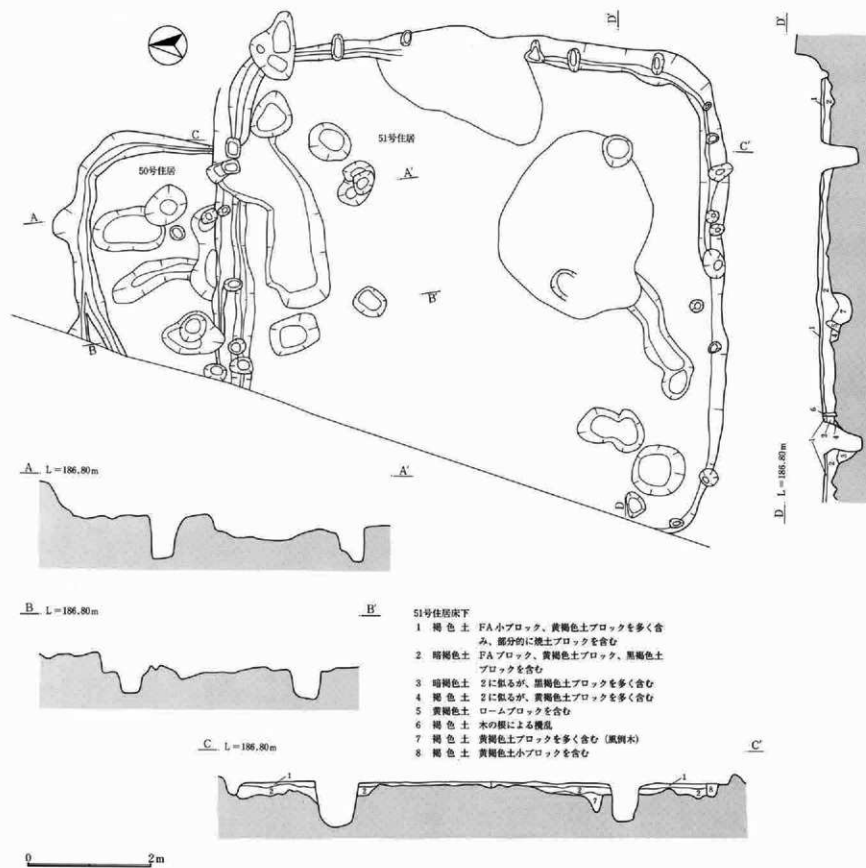 D′
D′
51号住居
C
C′
50号住居
A′
A
B′
B
D
D L=186.80m
A L=186.80m
A′
B L=186.80m
B′
51号住居床下
1 褐色土 FA小ブロック、黄褐色土ブロックを多く含
み、部分的に焼土ブロックを含む
2 暗褐色土 FAブロック、黄褐色土ブロック、黒褐色土
ブロックを含む
3 暗褐色土 2に似るが、黒褐色土ブロックを多く含む
4 褐色土 2に似るが、黄褐色土ブロックを多く含む
5 黄褐色土 ロームブロックを含む
6 褐色土 木の根による攪乱
7 褐色土 黄褐色土ブロックを多く含む（風倒木）
8 褐色土 黄褐色土小ブロックを含む
C L=186.80m
C′
1
1
1
2
2
2
7
2
8
0 2m